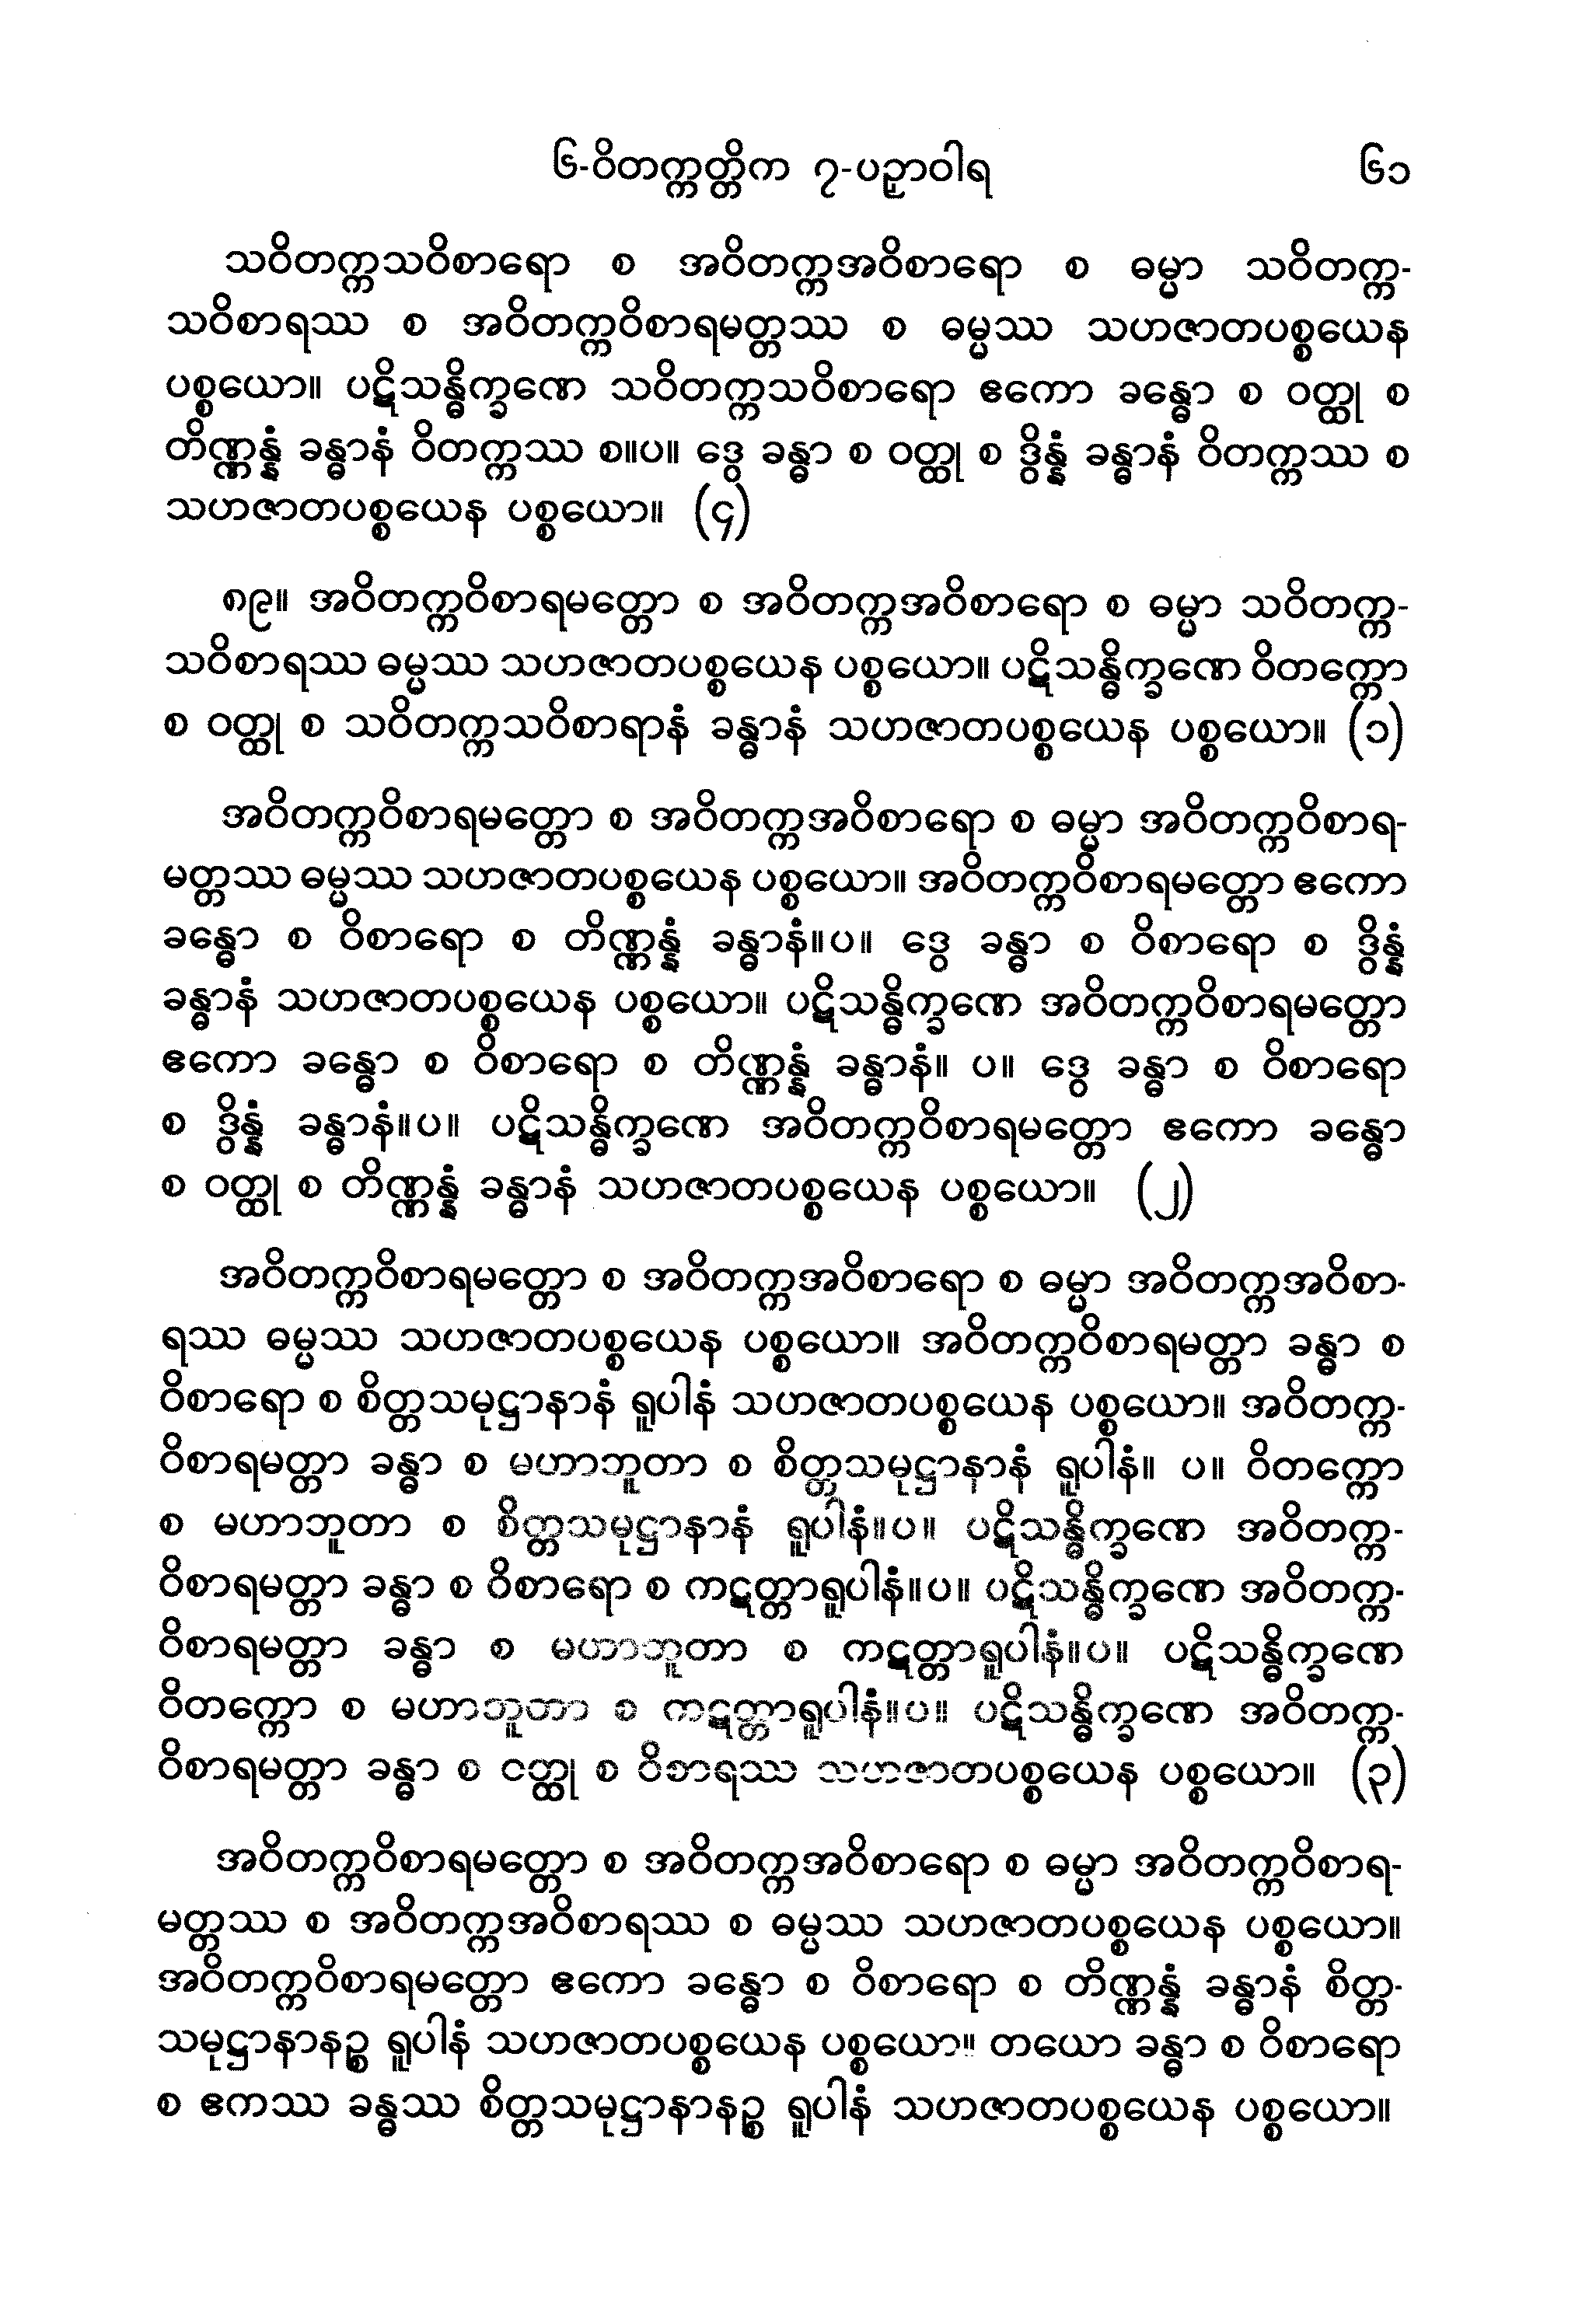 ၆-ဝိတက္ကတ္တိက ၇-ပဉှာဝါရ ၆၁
သဝိတက္ကသဝိစာရော စ အဝိတက္ကအဝိစာရော စ ဓမ္မာ သဝိတက္က-
သဝိစာရဿ စ အဝိတက္ကဝိစာရမတ္တဿ စ ဓမ္မဿ သဟဇာတပစ္စယေန
ပစ္စယော။ ပဋိသန္ဓိက္ခဏေ သဝိတက္ကသဝိစာရော ဧကော ခန္ဓော စ ဝတ္ထု စ
တိဏ္ဏန္နံ ခန္ဓာနံ ဝိတက္ကဿ စ။ပ။ ဒွေ ခန္ဓာ စ ဝတ္ထု စ ဒွိန္နံ ခန္ဓာနံ ဝိတက္ကဿ စ
သဟဇာတပစ္စယေန ပစ္စယော။ (၄)
၈၉။ အဝိတက္ကဝိစာရမတ္တော စ အဝိတက္ကအဝိစာရော စ ဓမ္မာ သဝိတက္က-
သဝိစာရဿ ဓမ္မဿ သဟဇာတပစ္စယေန ပစ္စယော။ ပဋိသန္ဓိက္ခဏေ ဝိတက္ကော
စ ဝတ္ထု စ သဝိတက္ကသဝိစာရာနံ ခန္ဓာနံ သဟဇာတပစ္စယေန ပစ္စယော။ (၁)
အဝိတက္ကဝိစာရမတ္တော စ အဝိတက္ကအဝိစာရော စ ဓမ္မာ အဝိတက္ကဝိစာရ-
မတ္တဿ ဓမ္မဿ သဟဇာတပစ္စယေန ပစ္စယော။ အဝိတက္ကဝိစာရမတ္တော ဧကော
ခန္ဓော စ ဝိစာရော စ တိဏ္ဏန္နံ ခန္ဓာနံ။ပ။ ဒွေ ခန္ဓာ စ ဝိစာရော စ ဒွိန္နံ
ခန္ဓာနံ သဟဇာတပစ္စယေန ပစ္စယော။ ပဋိသန္ဓိက္ခဏေ အဝိတက္ကဝိစာရမတ္တော
ဧကော ခန္ဓော စ ဝိစာရော စ တိဏ္ဏန္နံ ခန္ဓာနံ။ ပ။ ဒွေ ခန္ဓာ စ ဝိစာရော
စ ဒွိန္နံ ခန္ဓာနံ။ပ။ ပဋိသန္ဓိက္ခဏေ အဝိတက္ကဝိစာရမတ္တော ဧကော ခန္ဓော
စ ဝတ္ထု စ တိဏ္ဏန္နံ ခန္ဓာနံ သဟဇာတပစ္စယေန ပစ္စယော။ (၂)
အဝိတက္ကဝိစာရမတ္တော စ အဝိတက္ကအဝိစာရော စ ဓမ္မာ အဝိတက္ကအဝိစာ-
ရဿ ဓမ္မဿ သဟဇာတပစ္စယေန ပစ္စယော။ အဝိတက္ကဝိစာရမတ္တာ ခန္ဓာ စ
ဝိစာရော စ စိတ္တသမုဋ္ဌာနာနံ ရူပါနံ သဟဇာတပစ္စယေန ပစ္စယော။ အဝိတက္က-
ဝိစာရမတ္တာ ခန္ဓာ စ မဟာဘူတာ စ စိတ္တသမုဋ္ဌာနာနံ ရူပါနံ။ ပ။ ဝိတက္ကော
စ မဟာဘူတာ စ စိတ္တသမုဋ္ဌာနာနံ ရူပါနံ။ပ။ ပဋိသန္ဓိက္ခဏေ အဝိတက္က-
ဝိစာရမတ္တာ ခန္ဓာ စ ဝိစာရော စ ကဋတ္တာရူပါနံ။ပ။ ပဋိသန္ဓိက္ခဏေ အဝိတက္က-
ဝိစာရမတ္တာ ခန္ဓာ စ မဟာဘူတာ စ ကဋတ္တာရူပါနံ။ပ။ ပဋိသန္ဓိက္ခဏေ
ဝိတက္ကော စ မဟာဘူတာ စ ကဋတ္တာရူပါနံ။ပ။ ပဋိသန္ဓိက္ခဏေ အဝိတက္က-
ဝိစာရမတ္တာ ခန္ဓာ စ ဝတ္ထု စ ဝိစာရဿ သဟဇာတပစ္စယေန ပစ္စယော။ (၃)
အဝိတက္ကဝိစာရမတ္တော စ အဝိတက္ကအဝိစာရော စ ဓမ္မာ အဝိတက္ကဝိစာရ-
မတ္တဿ စ အဝိတက္ကအဝိစာရဿ စ ဓမ္မဿ သဟဇာတပစ္စယေန ပစ္စယော။
အဝိတက္ကဝိစာရမတ္တော ဧကော ခန္ဓော စ ဝိစာရော စ တိဏ္ဏန္နံ ခန္ဓာနံ စိတ္တ-
သမုဋ္ဌာနာနဉ္စ ရူပါနံ သဟဇာတပစ္စယေန ပစ္စယော။ တယော ခန္ဓာ စ ဝိစာရော
စ ဧကဿ ခန္ဓဿ စိတ္တသမုဋ္ဌာနာနဉ္စ ရူပါနံ သဟဇာတပစ္စယေန ပစ္စယော။